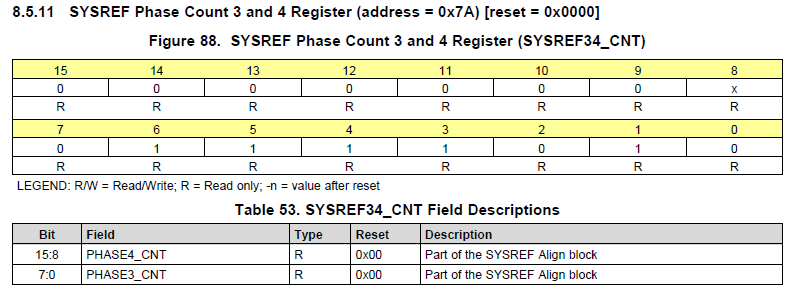 8.5.11 SYSREF Phase Count 3 and 4 Register (address = 0x7A) [reset = 0x0000]
Figure 88. SYSREF Phase Count 3 and 4 Register (SYSREF34_CNT)
15 14 13 12 11 10 9 8
0 0 0 0 0 0 0 x
R R R R R R R R
7 6 5 4 3 2 1 0
0 1 1 1 1 0 1 0
R R R R R R R R
LEGEND: R/W = Read/Write; R = Read only; -n = value after reset
Table 53. SYSREF34_CNT Field Descriptions
Bit Field Type Reset Description
15:8 PHASE4_CNT R 0x00 Part of the SYSREF Align block
7:0 PHASE3_CNT R 0x00 Part of the SYSREF Align block